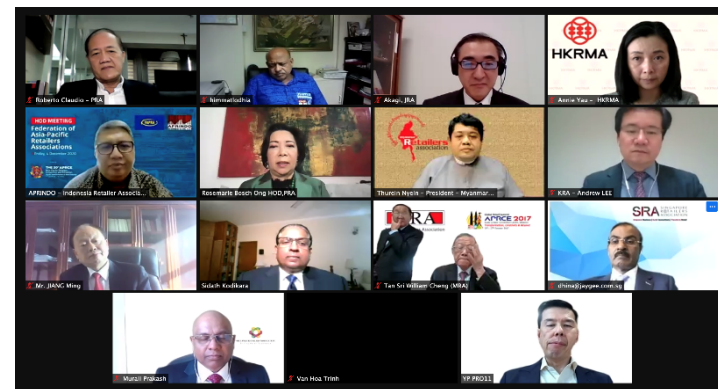 Roberto Claudio - PRA
himmatlodhia
Akagi, JRA
HKRMA
Annie Yau - HKRMA
HOD MEETING
Federation of
Asia-Pacific
Retailers
Associations
APRINDO - Indonesia Retailer Associa...
Rosemarie Bosch Ong HOD,PRA
Retailers
association
Thurein Nyein - President - Myanmar...
KRA - Andrew LEE
Mr. JIANG Ming
Sidath Kodikara
APRCE 2017
Tan Sri William Cheng (MRA)
SRA
dhina@jaygee.com.sg
Murali Prakash
Van Hoa Trinh
YP PRO11